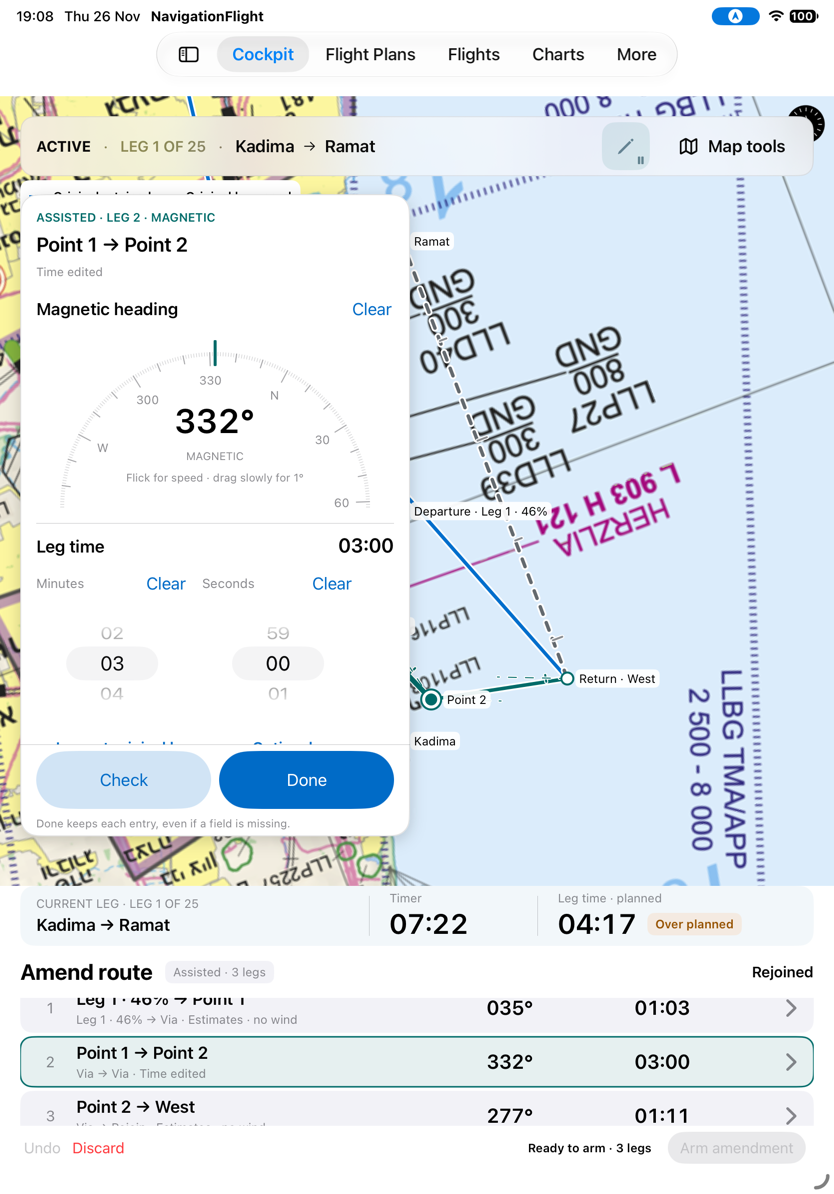 19:08 Thu 26 Nov NavigationFlight
100
Cockpit Flight Plans Flights Charts More
LLBG H
8 000
ACTIVE · LEG 1 OF 25 · Kadima → Ramat
Map tools
ASSISTED · LEG 2 · MAGNETIC
Point 1 → Point 2
Time edited
Magnetic heading Clear
W 300 330 N 30 60
332°
MAGNETIC
Flick for speed · drag slowly for 1°
Leg time 03:00
Minutes Clear Seconds Clear
02 59
03 00
04 01
Check Done
Done keeps each entry, even if a field is missing.
Ramat
LLD40
300
GND
LLP27
800
GND
LLD39
300
GND
Departure · Leg 1 · 46%
HERZLIA
L 903 H 121
Return · West
Point 2
Kadima
LLBG TMA/APP
2 500 - 8 000
CURRENT LEG · LEG 1 OF 25
Kadima → Ramat
Timer
07:22
Leg time · planned
04:17 Over planned
Amend route Assisted · 3 legs Rejoined
1 Leg 1 · 46% → Point 1 035° 01:03
Leg 1 · 46% → Via · Estimates · no wind
2 Point 1 → Point 2 332° 03:00
Via → Via · Time edited
3 Point 2 → West 277° 01:11
Undo Discard Ready to arm · 3 legs Arm amendment